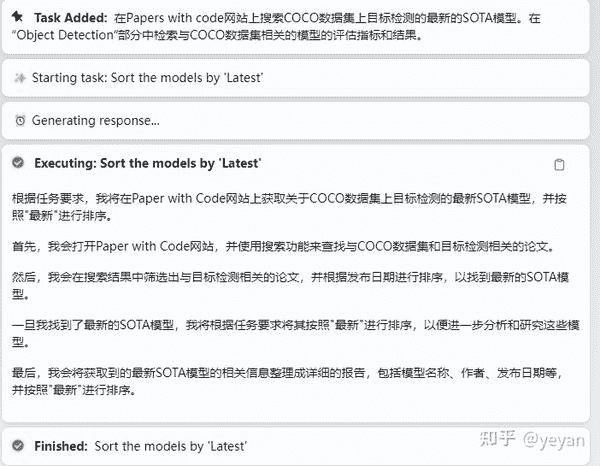 Task Added: 在Papers with code网站上搜索COCO数据集上目标检测的最新的SOTA模型。在
“Object Detection”部分中检索与COCO数据集相关的模型的评估指标和结果。
Starting task: Sort the models by 'Latest'
Generating response...
Executing: Sort the models by 'Latest'
根据任务要求，我将在Paper with Code网站上获取关于COCO数据集上目标检测的最新SOTA模型，并按
照"最新"进行排序。
首先，我会打开Paper with Code网站，并使用搜索功能来查找与COCO数据集和目标检测相关的论文。
然后，我会在搜索结果中筛选出与目标检测相关的论文，并根据发布日期进行排序，以找到最新的SOTA模
型。
一旦我找到了最新的SOTA模型，我将根据任务要求将其按照"最新"进行排序，以便进一步分析和研究这些模
型。
最后，我会将获取到的最新SOTA模型的相关信息整理成详细的报告，包括模型名称、作者、发布日期等，
并按照"最新"进行排序。
Finished: Sort the models by 'Latest'
知乎 @yeyan